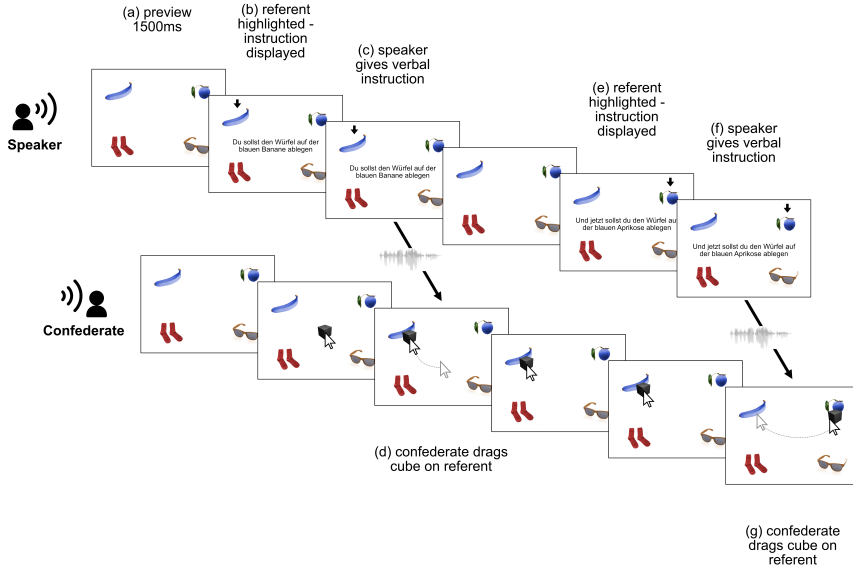 (a) preview
1500ms
(b) referent
highlighted -
instruction
displayed
(c) speaker
gives verbal
instruction
(e) referent
highlighted -
instruction
displayed
(f) speaker
gives verbal
instruction
Speaker
Du sollst den Würfel auf der
blauen Banane ablegen
Du sollst den Würfel auf der
blauen Banane ablegen
Und jetzt sollst du den Würfel au
der blauen Aprikose ablegen
Und jetzt sollst du den Würfel auf
der blauen Aprikose ablegen
Confederate
(d) confederate drags
cube on referent
(g) confederate
drags cube on
referent